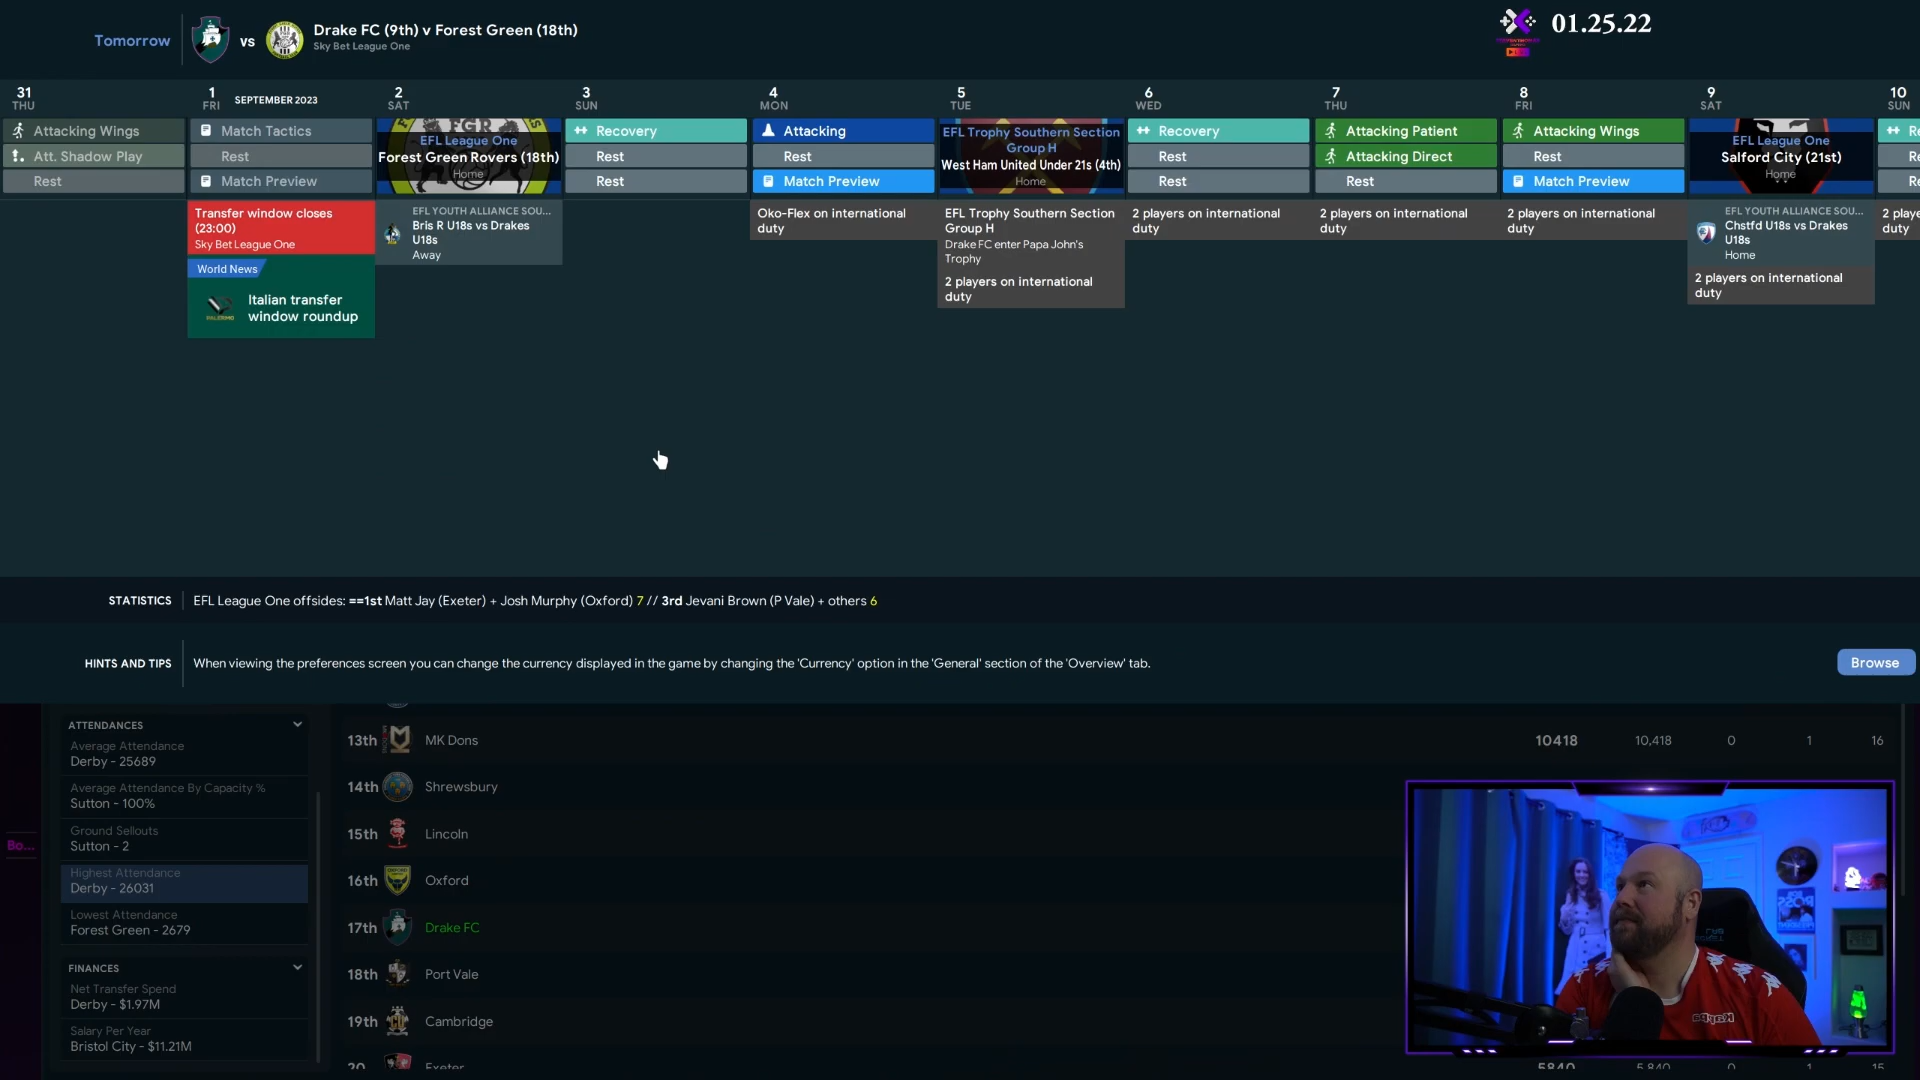 Tomorrow
vs
Drake FC (9th) v Forest Green (18th)
Sky Bet League One
01.25.22
31
THU
1
FRI
SEPTEMBER 2023
2
SAT
3
SUN
4
MON
5
TUE
6
WED
7
THU
8
FRI
9
SAT
10
SUN
Attacking Wings
Att. Shadow Play
Rest
Match Tactics
Rest
Match Preview
EFL League One
Forest Green Rovers (18th)
Home
Recovery
Rest
Rest
Attacking
Rest
Match Preview
EFL Trophy Southern Section
Group H
West Ham United Under 21s (4th)
Home
Recovery
Rest
Rest
Attacking Patient
Attacking Direct
Rest
Attacking Wings
Rest
Match Preview
EFL League One
Salford City (21st)
Home
Transfer window closes
(23:00)
Sky Bet League One
World News
Italian transfer
window roundup
PALERMO
EFL YOUTH ALLIANCE SOU...
Bris R U18s vs Drakes
U18s
Away
Oko-Flex on international
duty
EFL Trophy Southern Section
Group H
Drake FC enter Papa John's
Trophy
2 players on international
duty
2 players on international
duty
2 players on international
duty
2 players on international
duty
EFL YOUTH ALLIANCE SOU...
Chstfd U18s vs Drakes
U18s
Home
2 players on international
duty
2 playe
duty
STATISTICS
EFL League One offsides: ==1st Matt Jay (Exeter) + Josh Murphy (Oxford) 7 // 3rd Jevani Brown (P Vale) + others 6
HINTS AND TIPS
When viewing the preferences screen you can change the currency displayed in the game by changing the 'Currency' option in the 'General' section of the 'Overview' tab.
Browse
Bo...
ATTENDANCES
Average Attendance
Derby - 25689
Average Attendance By Capacity %
Sutton - 100%
Ground Sellouts
Sutton - 2
Highest Attendance
Derby - 26031
Lowest Attendance
Forest Green - 2679
FINANCES
Net Transfer Spend
Derby - $1.97M
Salary Per Year
Bristol City - $11.21M
13th MK Dons 10418 10,418 0 1 16
14th Shrewsbury
15th Lincoln
16th Oxford
17th Drake FC
18th Port Vale
19th Cambridge
20 Exeter 5840 5,840 0 1 15
Kappa